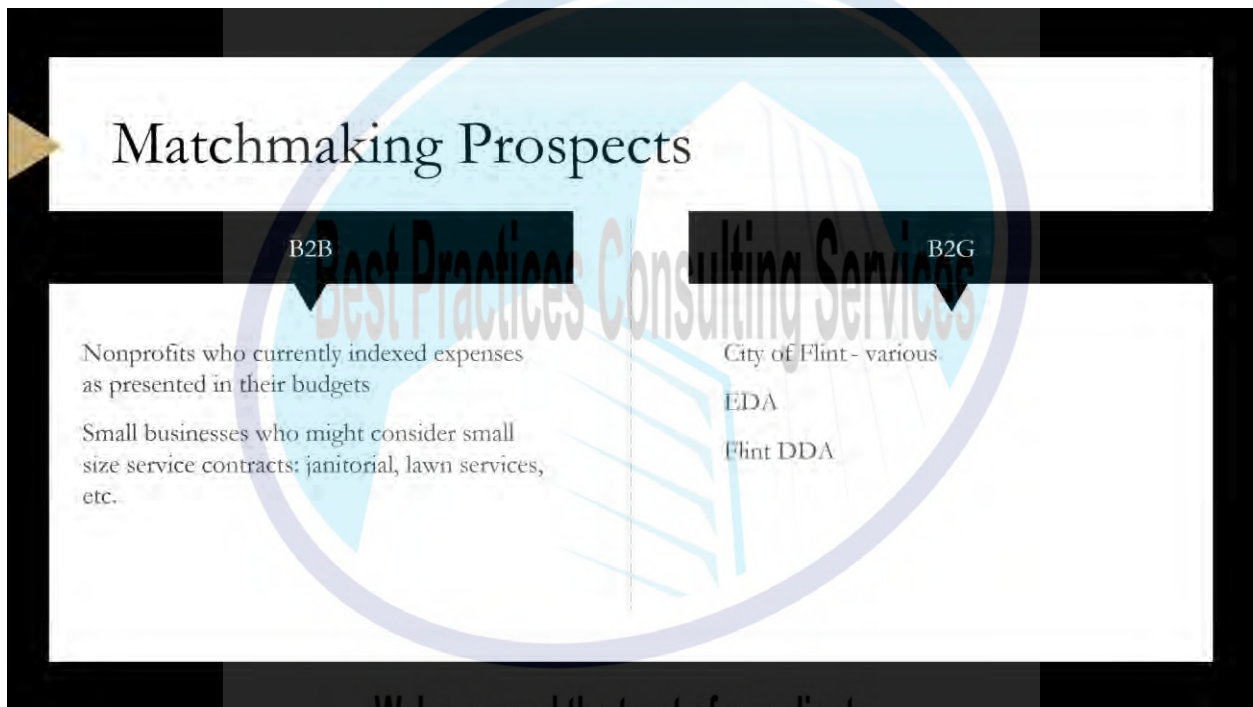 Matchmaking Prospects
B2B
Nonprofits who currently indexed expenses
as presented in their budgets
Small businesses who might consider small
size service contracts: janitorial, lawn services,
etc.
B2G
City of Flint - various
EDA
Flint DDA
Best Practices Consulting Services